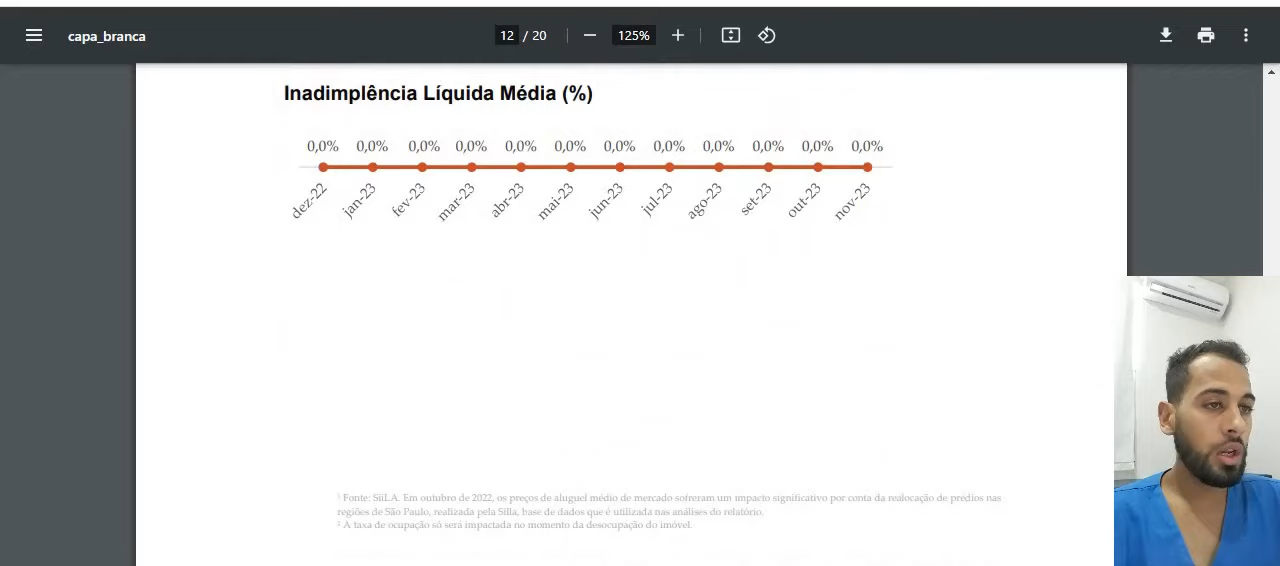 capa_branca
12 / 20
125%
Inadimplência Líquida Média (%)
0,0% 0,0% 0,0% 0,0% 0,0% 0,0% 0,0% 0,0% 0,0% 0,0% 0,0% 0,0%
dez-22 jan-23 fev-23 mar-23 abr-23 mai-23 jun-23 jul-23 ago-23 set-23 out-23 nov-23
¹ Fonte: SiiLA. Em outubro de 2022, os preços de aluguel médio de mercado sofreram um impacto significativo por conta da realocação de prédios nas
regiões de São Paulo, realizada pela Siila, base de dados que é utilizada nas análises do relatório.
² A taxa de ocupação só será impactada no momento da desocupação do imóvel.